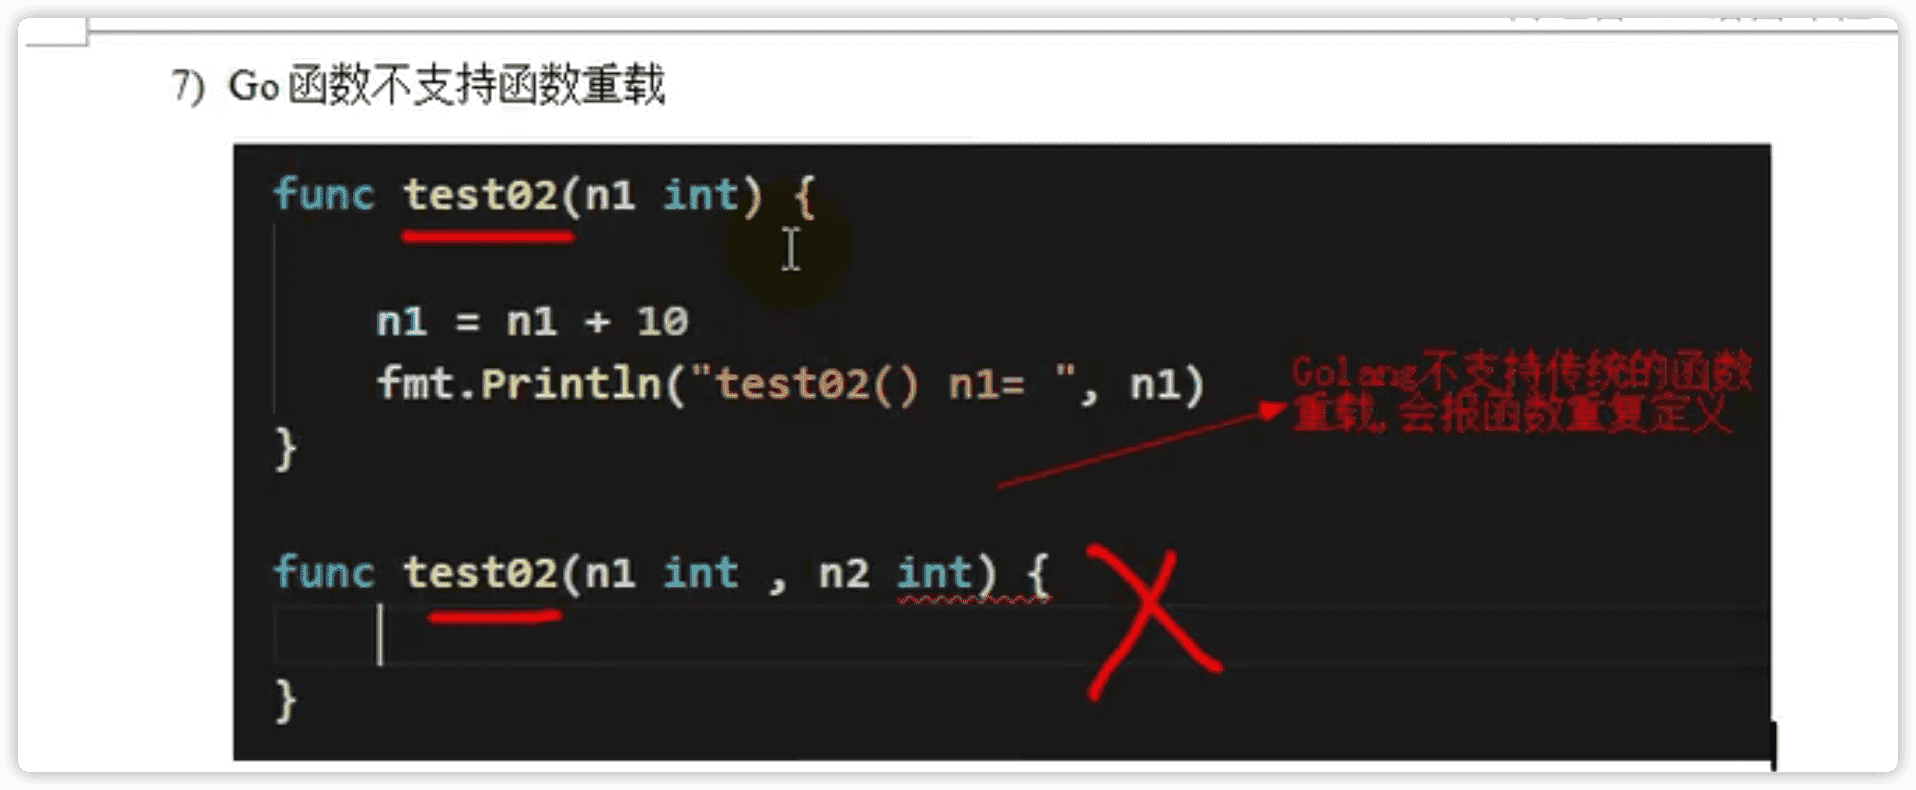 7) Go 函数不支持函数重载
func test02(n1 int) {
n1 = n1 + 10
fmt.Println("test02() n1= ", n1)
}
Golang不支持传统的函数
重载,会报函数重复定义
func test02(n1 int , n2 int) {
}